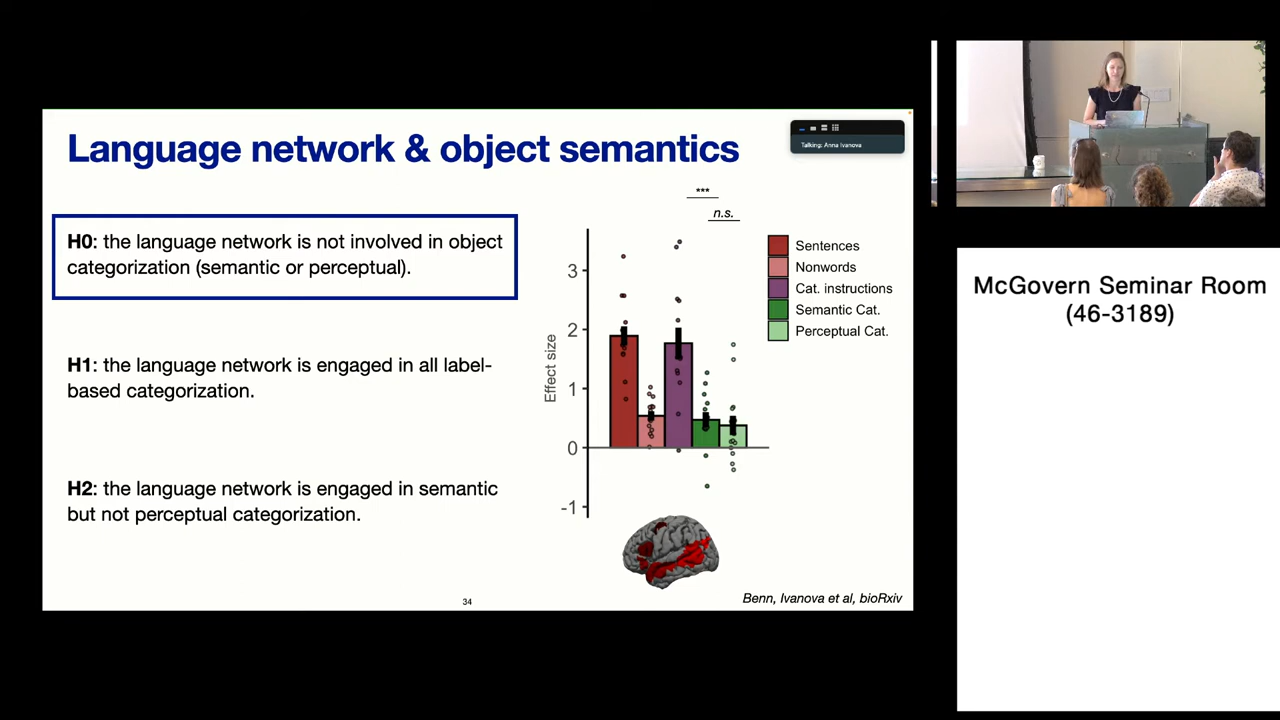 Language network & object semantics
Talking: Anna Ivanova
H0: the language network is not involved in object
categorization (semantic or perceptual).
H1: the language network is engaged in all label-
based categorization.
H2: the language network is engaged in semantic
but not perceptual categorization.
***
n.s.
Effect size
3
2
1
0
-1
Sentences
Nonwords
Cat. instructions
Semantic Cat.
Perceptual Cat.
34
Benn, Ivanova et al, bioRxiv
McGovern Seminar Room
(46-3189)